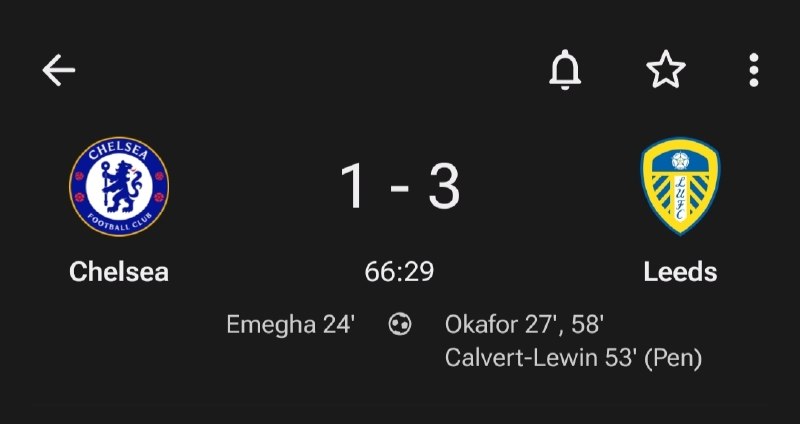 CHELSEA
FOOTBALL CLUB
LUFC
1 - 3
Chelsea
66:29
Leeds
Emegha 24'
Okafor 27', 58'
Calvert-Lewin 53' (Pen)